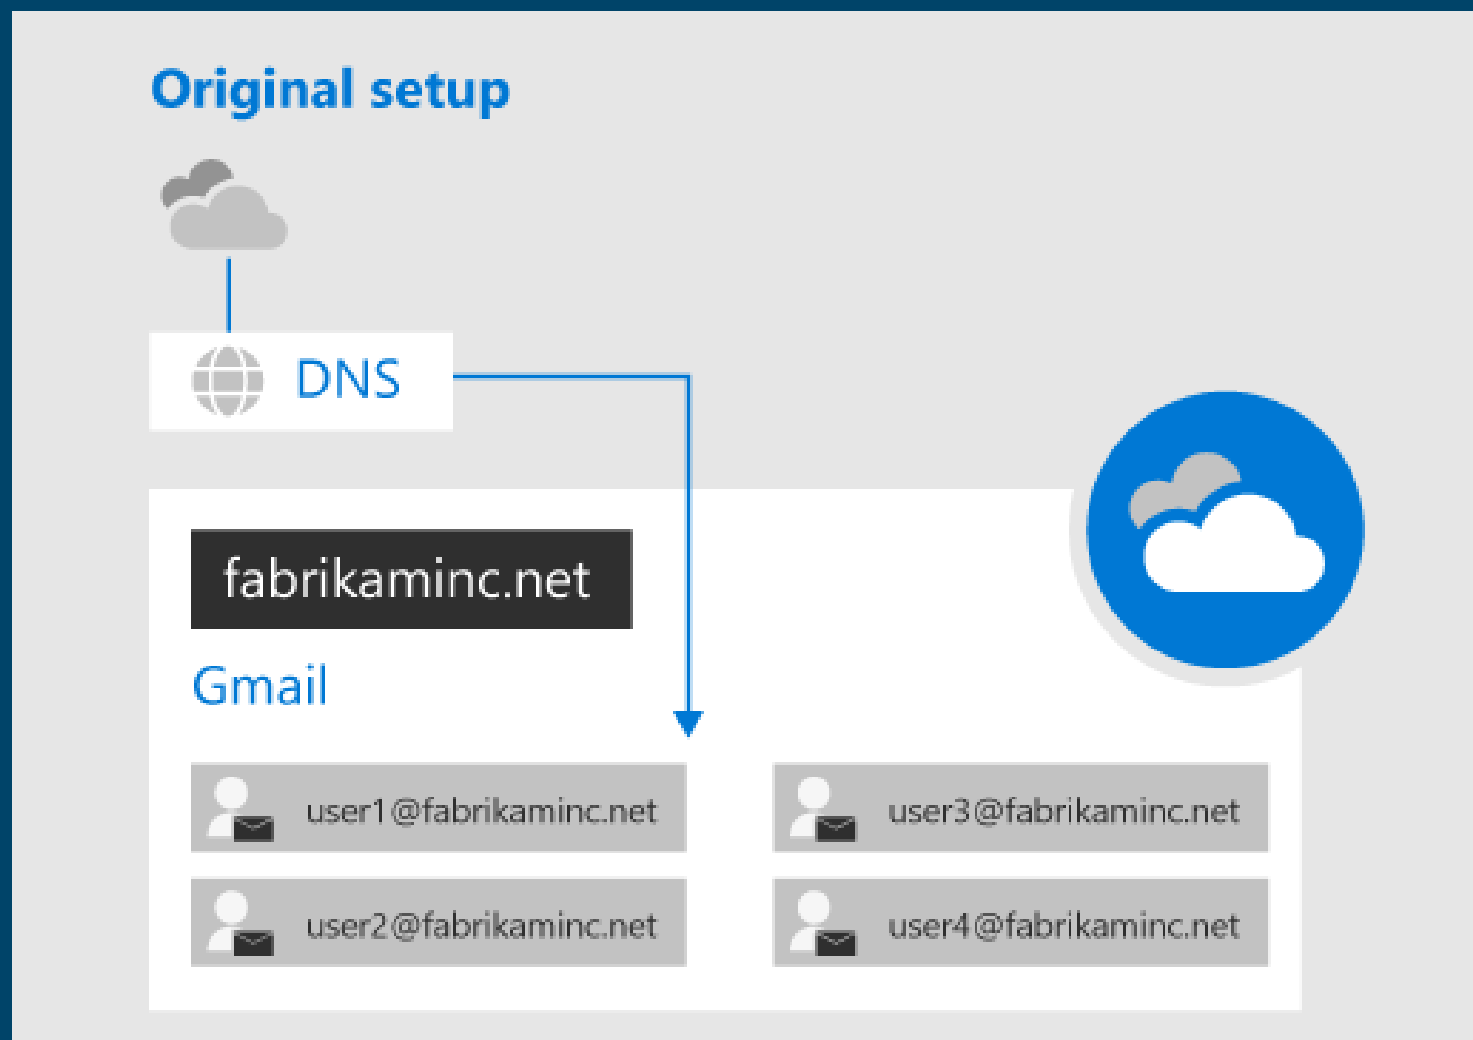 Original setup
DNS
fabrikaminc.net
Gmail
user1@fabrikaminc.net
user3@fabrikaminc.net
user2@fabrikaminc.net
user4@fabrikaminc.net